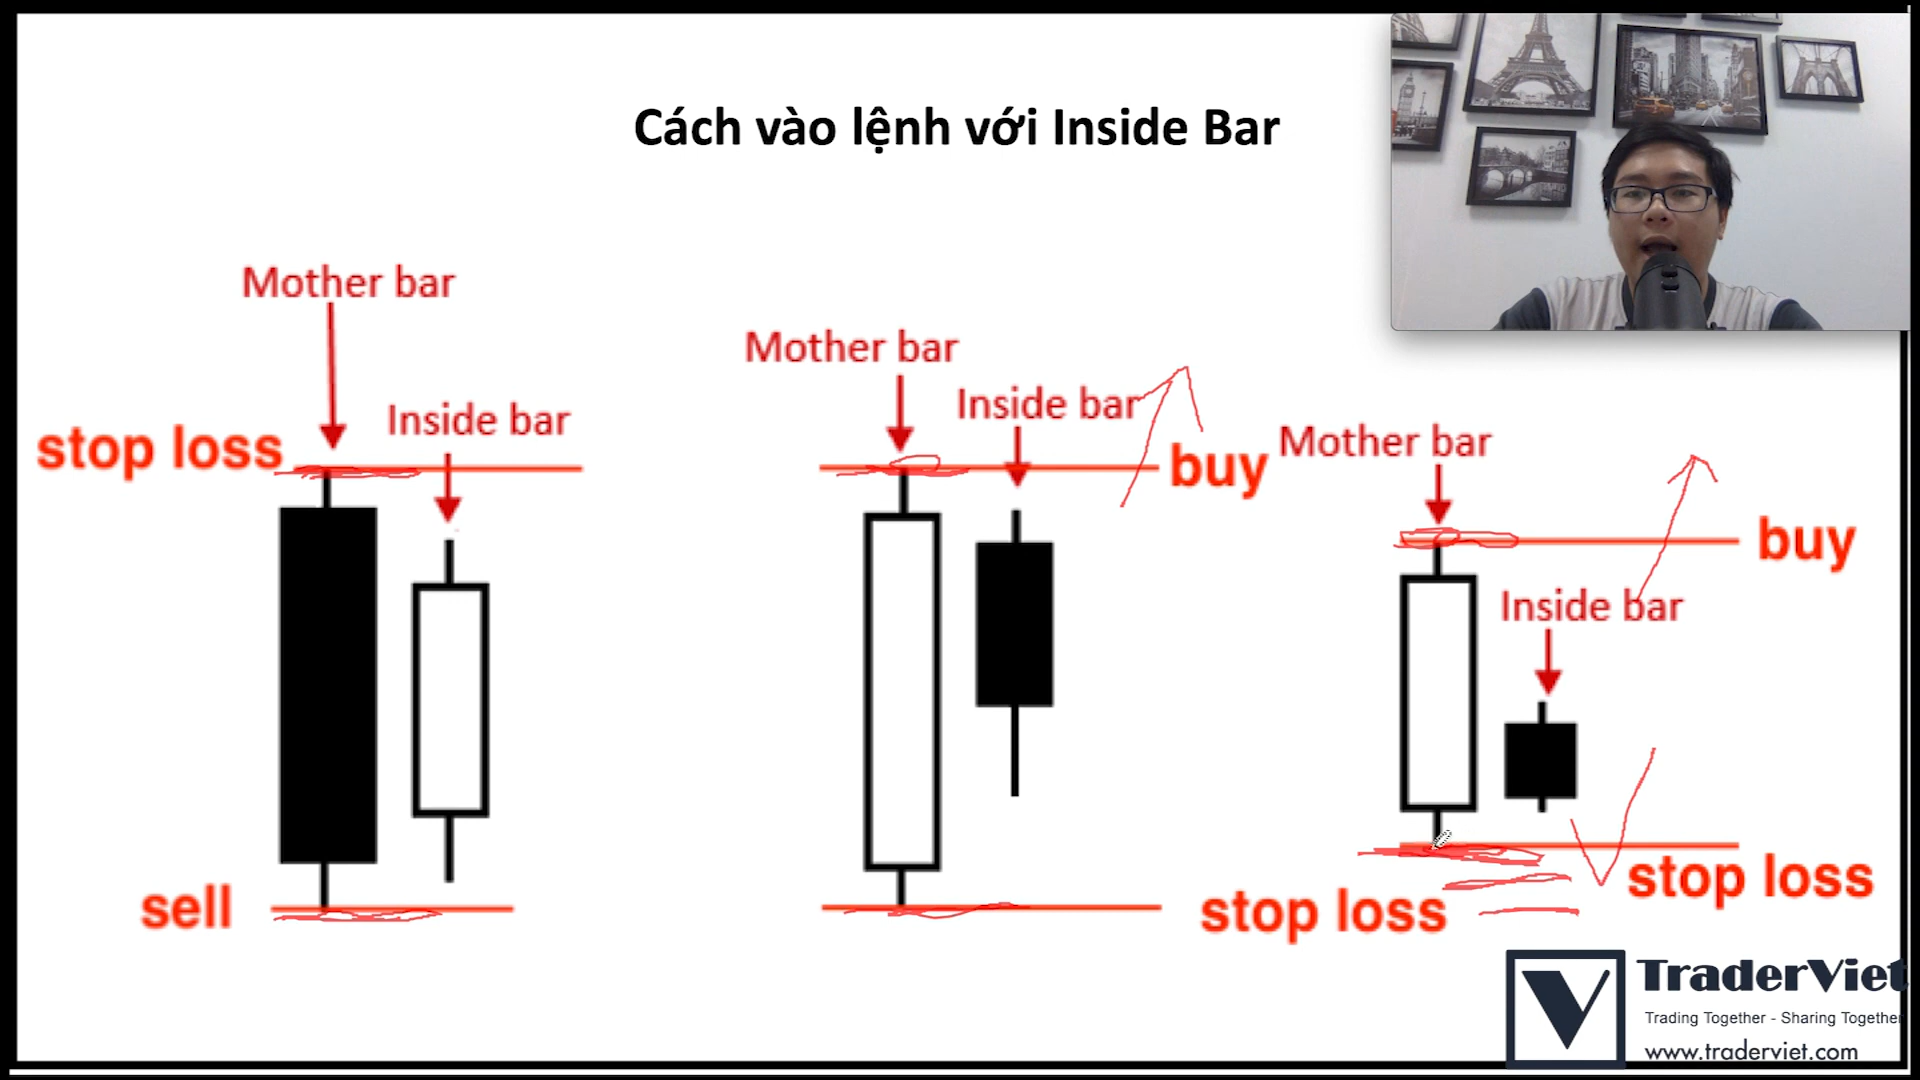 Cách vào lệnh với Inside Bar
Mother bar
Inside bar
stop loss
sell
Mother bar
Inside bar
buy
stop loss
Mother bar
buy
Inside bar
stop loss
TraderViet
Trading Together - Sharing Together
www.traderviet.com